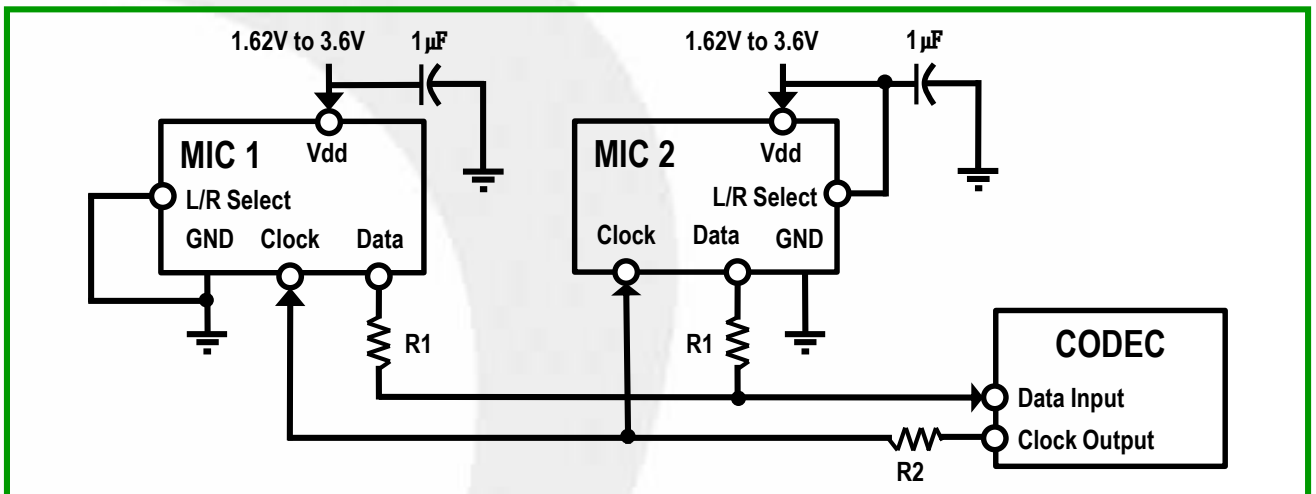 1.62V to 3.6V 1μF 1.62V to 3.6V 1μF
MIC 1 Vdd
L/R Select
GND Clock Data
R1
MIC 2 Vdd
L/R Select
Clock Data GND
R1
CODEC
Data Input
Clock Output
R2